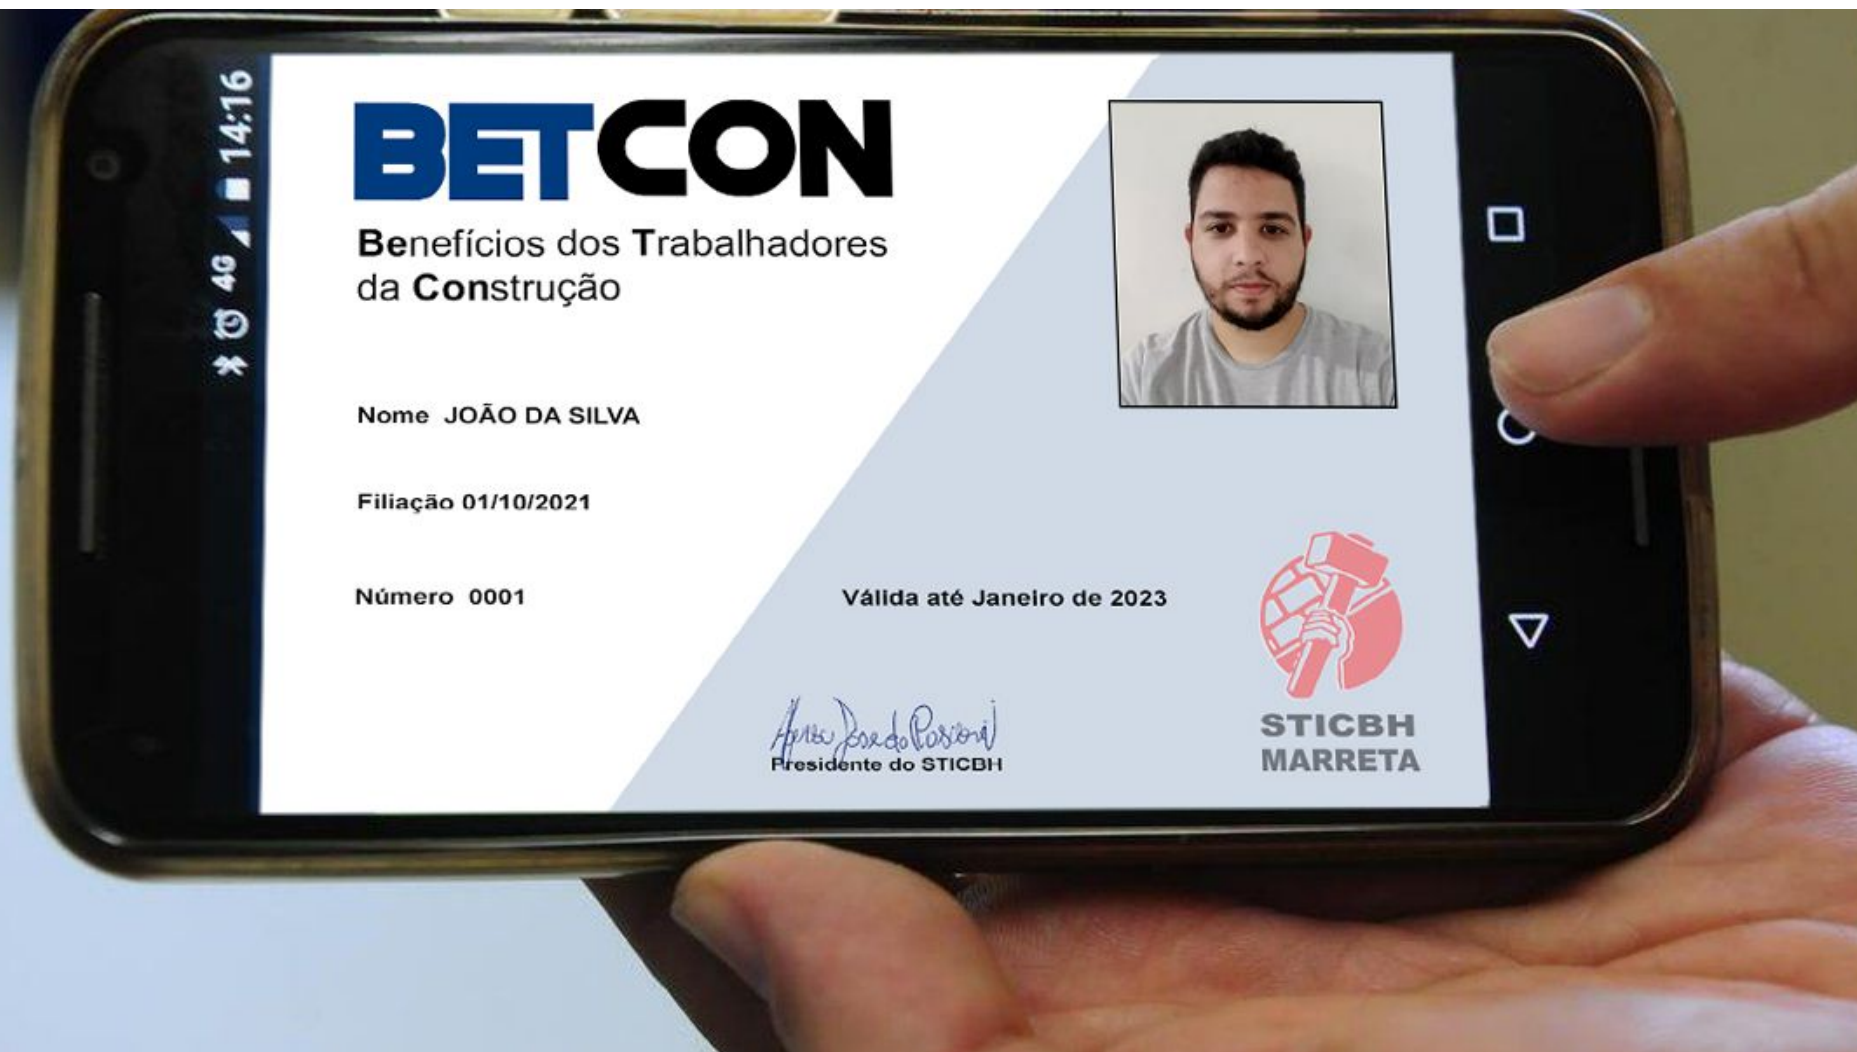 14:16
4G
BETCON
Benefícios dos Trabalhadores
da Construção
Nome JOÃO DA SILVA
Filiação 01/10/2021
Número 0001
Válida até Janeiro de 2023
Presidente do STICBH
STICBH
MARRETA